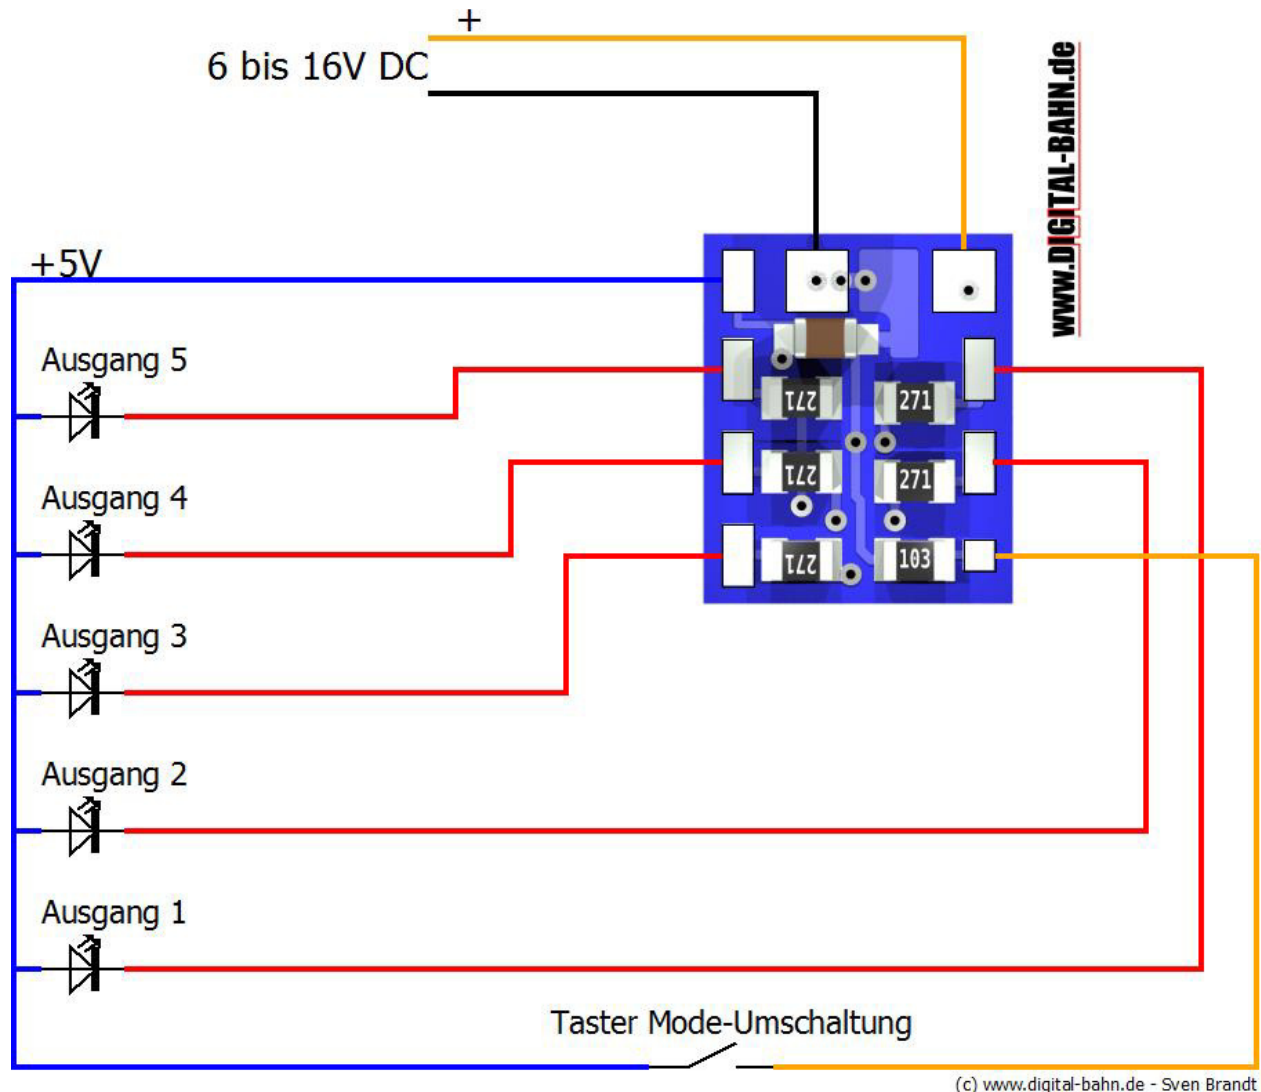 +
6 bis 16V DC
www.DIGITAL-BAHN.de
+5V
Ausgang 5
271
271
Ausgang 4
271
271
Ausgang 3
271
103
Ausgang 2
Ausgang 1
Taster Mode-Umschaltung
(c) www.digital-bahn.de - Sven Brandt